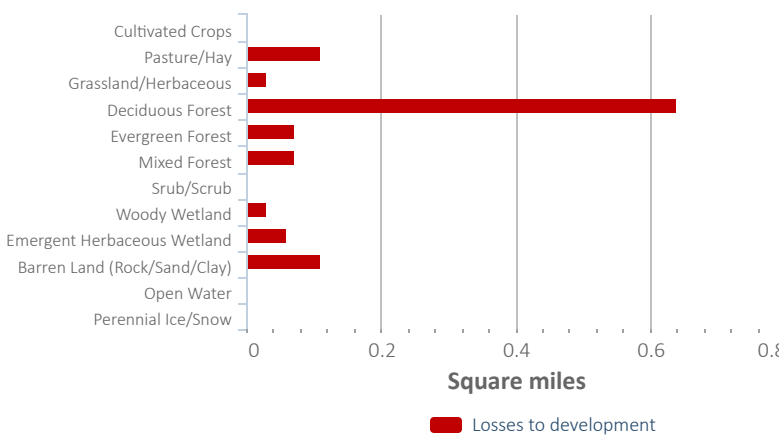 Cultivated Crops
Pasture/Hay
Grassland/Herbaceous
Deciduous Forest
Evergreen Forest
Mixed Forest
Srub/Scrub
Woody Wetland
Emergent Herbaceous Wetland
Barren Land (Rock/Sand/Clay)
Open Water
Perennial Ice/Snow
0 0.2 0.4 0.6 0.8
Square miles
Losses to development